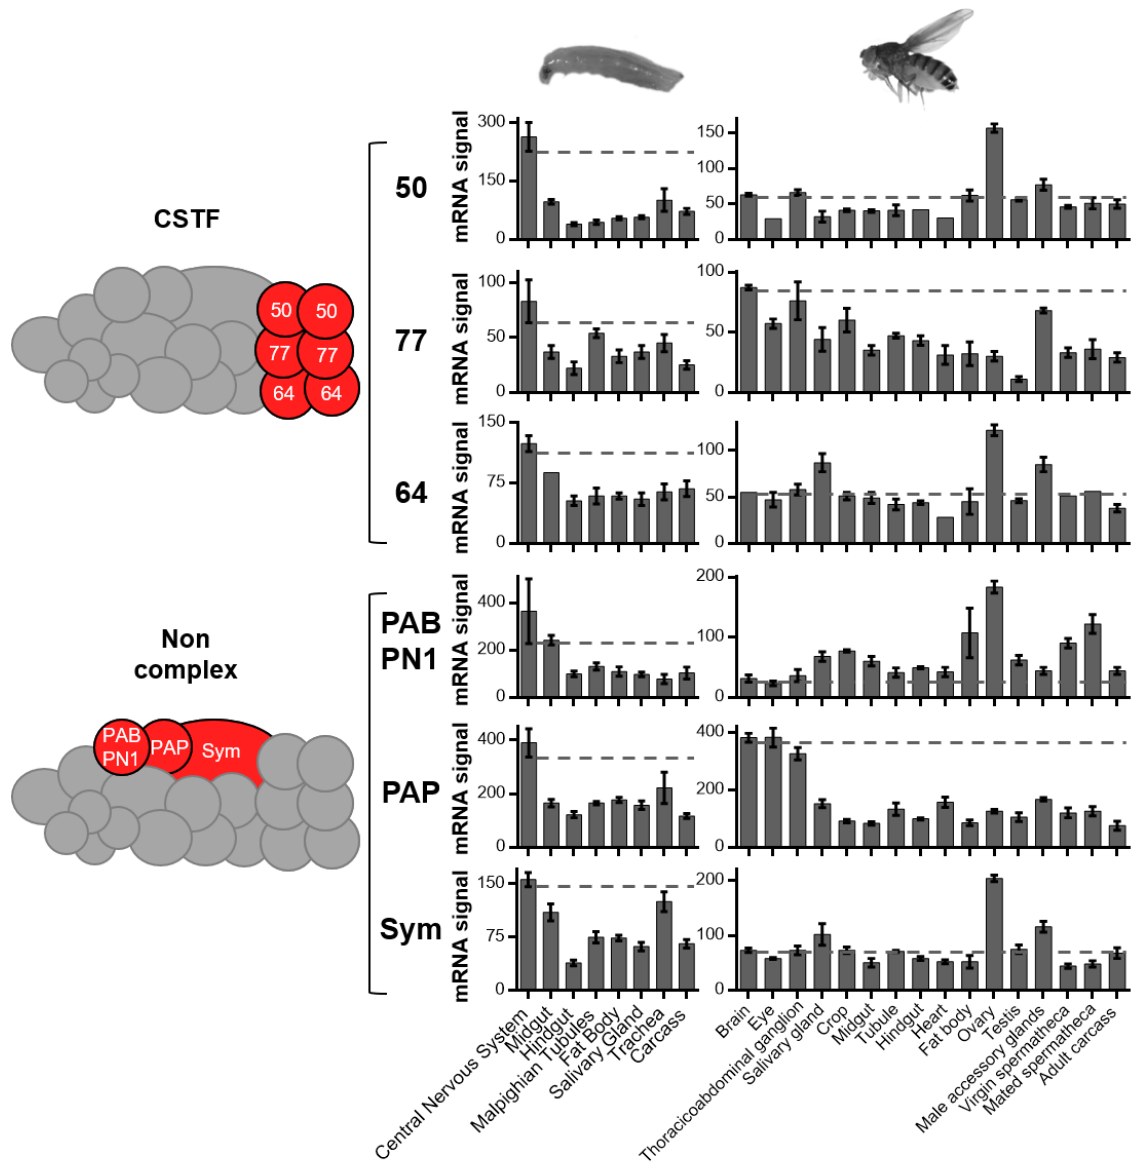 CSTF
50
50
77
77
64
64
Non
complex
PAB
PN1
PAP
Sym
50
mRNA signal
300
150
0
150
100
50
0
77
mRNA signal
100
50
0
100
50
0
64
mRNA signal
150
75
0
100
50
0
PAB
PN1
mRNA signal
400
200
0
200
100
0
PAP
mRNA signal
400
200
0
400
200
0
Sym
mRNA signal
150
75
0
200
100
0
Central Nervous System
Midgut
Hindgut
Malpighian Tubules
Fat Body
Salivary Gland
Trachea
Carcass
Brain
Eye
Thoracicoabdominal ganglion
Salivary gland
Crop
Midgut
Tubule
Hindgut
Heart
Fat body
Ovary
Testis
Male accessory glands
Virgin spermatheca
Mated spermatheca
Adult carcass